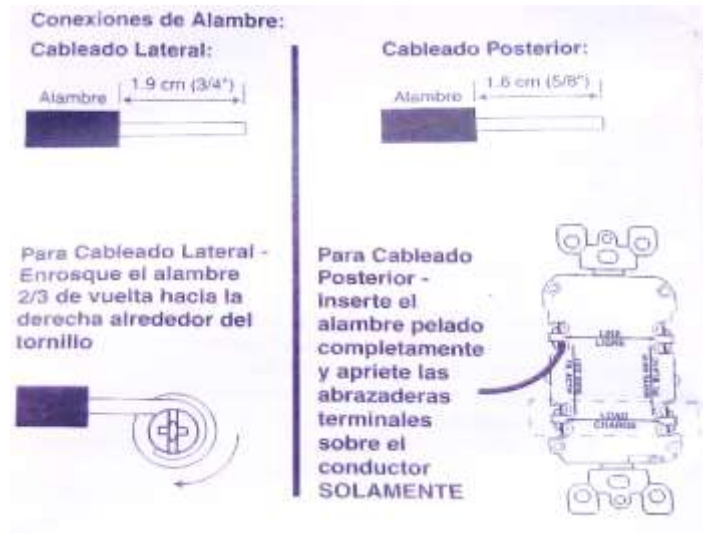 Conexiones de Alambre:
Cableado Lateral:
Alambre
1.9 cm (3/4")
Para Cableado Lateral -
Enrosque el alambre
2/3 de vuelta hacia la
derecha alrededor del
tornillo
Cableado Posterior:
Alambre
1.6 cm (5/8")
Para Cableado
Posterior -
Inserte el
alambre pelado
completamente
y apriete las
abrazaderas
terminales
sobre el
conductor
SOLAMENTE
LINE
LIGNE
LOAD
CHARGE